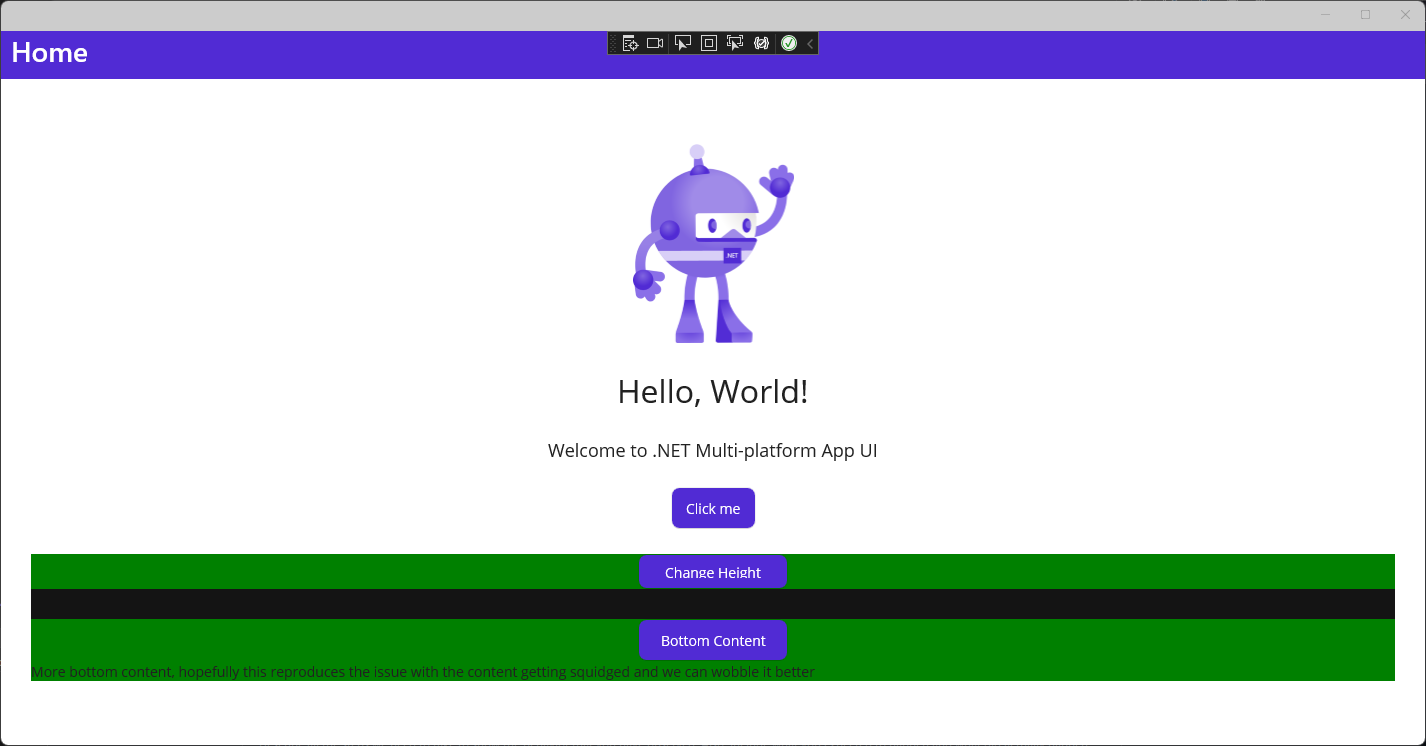 Home
.NET
Hello, World!
Welcome to .NET Multi-platform App UI
Click me
Change Height
Bottom Content
More bottom content, hopefully this reproduces the issue with the content getting squidged and we can wobble it better